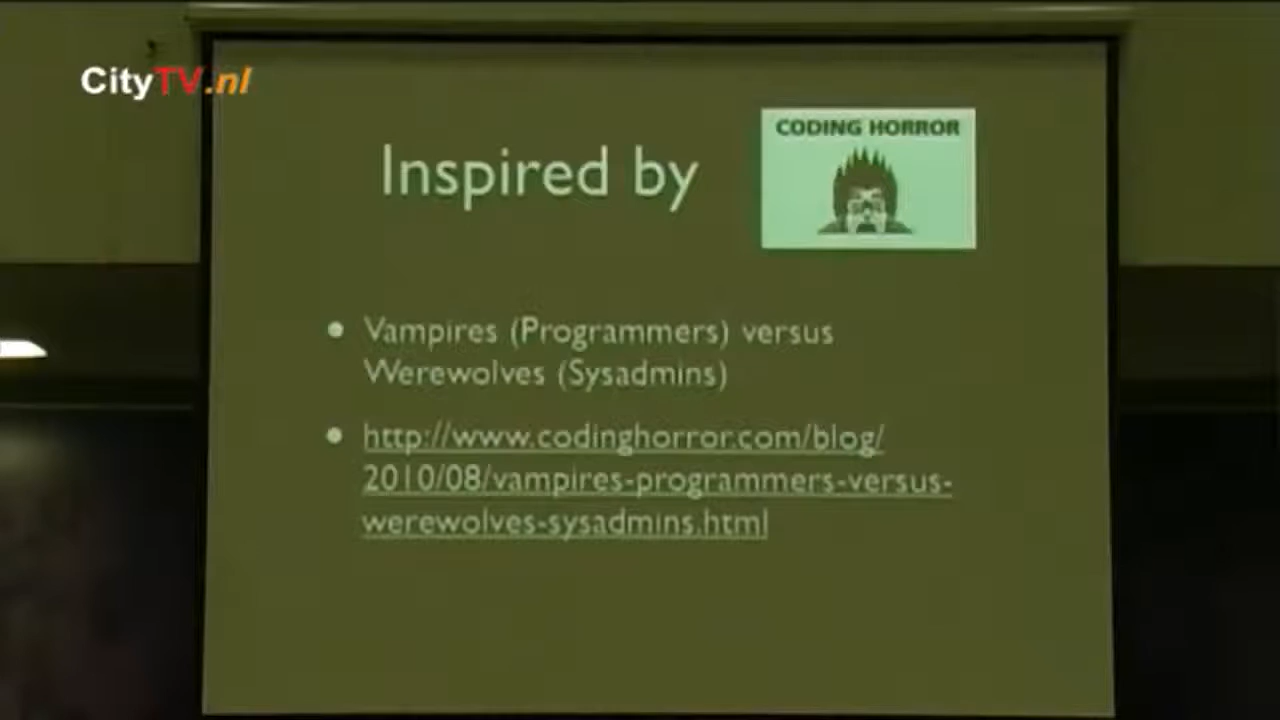 CityTV.nl
CODING HORROR
Inspired by
Vampires (Programmers) versus
Werewolves (Sysadmins)
http://www.codinghorror.com/blog/
2010/08/vampires-programmers-versus-
werewolves-sysadmins.html